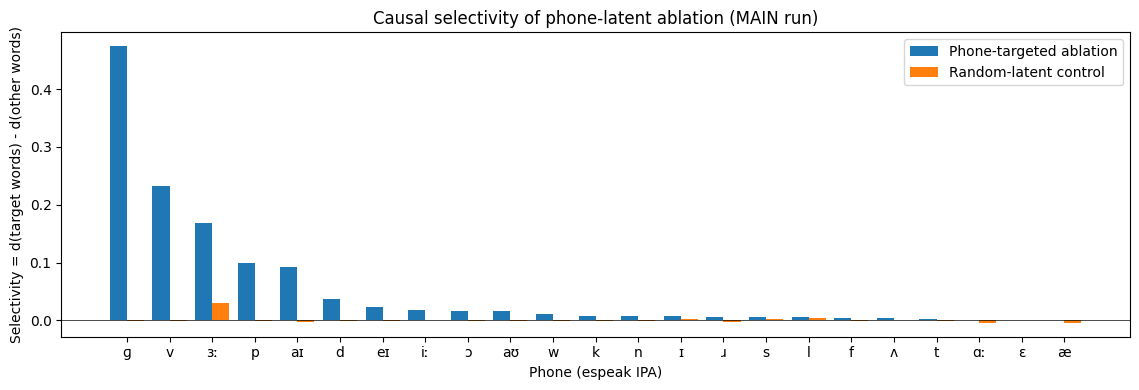 Causal selectivity of phone-latent ablation (MAIN run)
Selectivity = d(target words) - d(other words)
0.4
0.3
0.2
0.1
0.0
Phone-targeted ablation
Random-latent control
ɡ v ɜː p aɪ d eɪ iː ɔ aʊ w k n ɪ ɹ s l f ʌ t ɑː ɛ æ
Phone (espeak IPA)